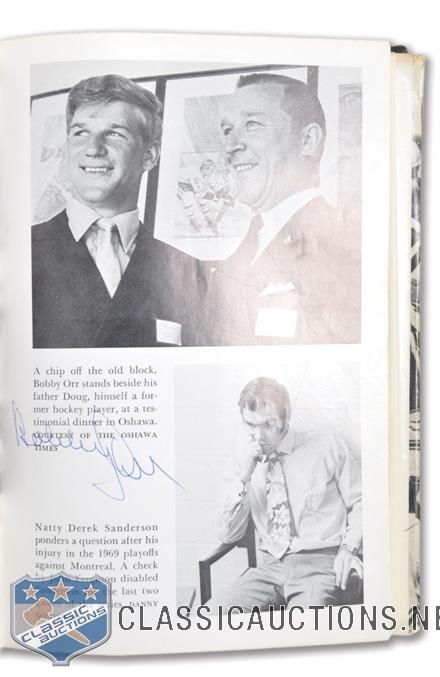 A chip off the old block,
Bobby Orr stands beside his
father Doug, himself a for-
mer hockey player, at a tes-
timonial dinner in Oshawa.
COURTESY OF THE OSHAWA
TIMES
Natty Derek Sanderson
ponders a question after his
injury in the 1969 playoffs
against Montreal. A check
by disabled
the last two
DANNY
CLASSIC
AUCTIONS
CLASSICAUCTIONS.NE